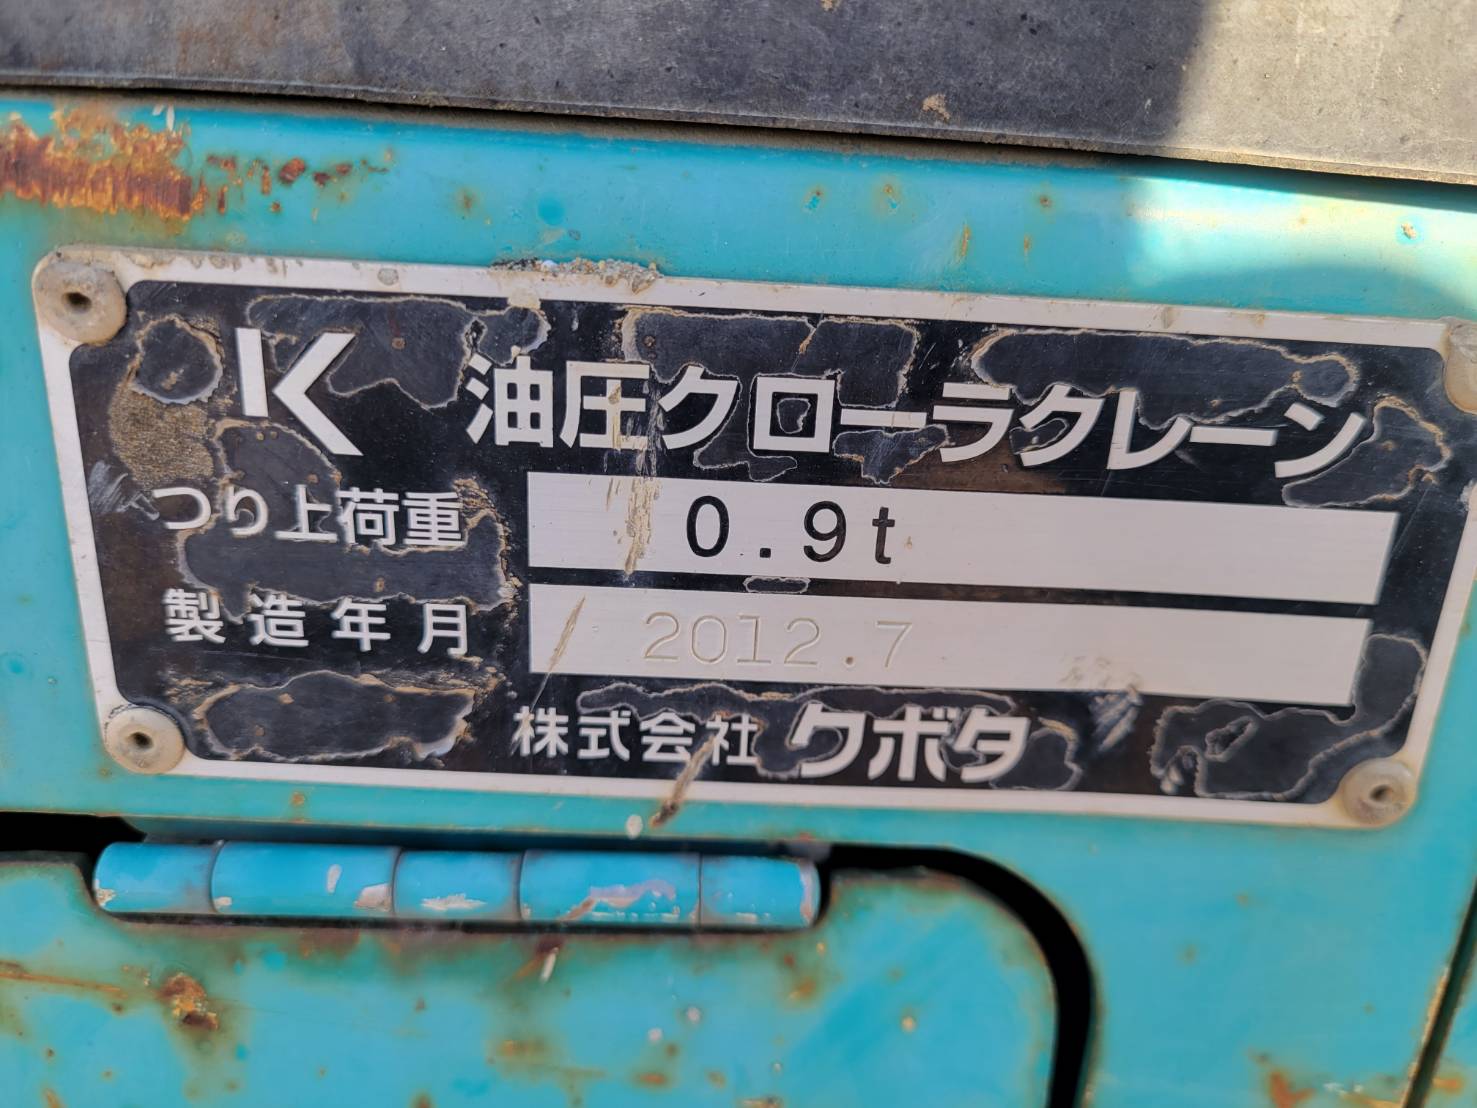 K 油圧クローラクレーン
つり上荷重 0.9t
製造年月 2012.7
株式会社 クボタ